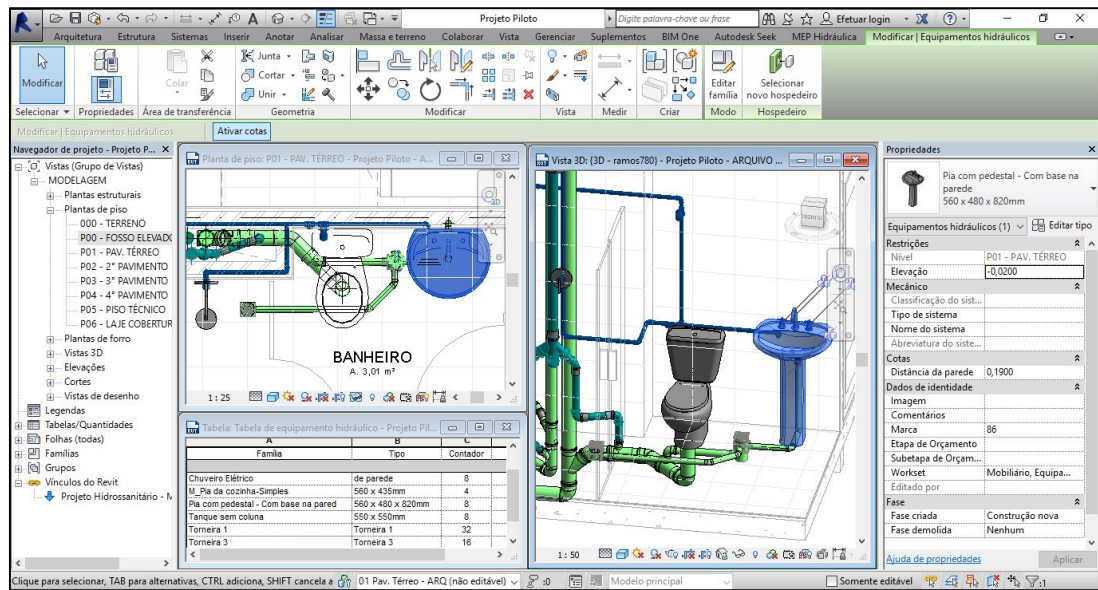 Projeto Piloto
Digite palavra-chave ou frase
Efetuar login
Arquitetura Estrutura Sistemas Inserir Anotar Analisar Massa e terreno Colaborar Vista Gerenciar Suplementos BIM One Autodesk Seek MEP Hidráulica Modificar | Equipamentos hidráulicos
Modificar
Colar
Junta
Cortar
Unir
Editar família
Selecionar novo hospedeiro
Selecionar Propriedades Área de transferência Geometria Modificar Vista Medir Criar Modo Hospedeiro
Modificar | Equipamentos hidráulicos
Ativar cotas
Navegador de projeto - Projeto P...
Vistas (Grupo de Vistas)
MODELAGEM
Plantas estruturais
Plantas de piso
000 - TERRENO
P00 - FOSSO ELEVADO
P01 - PAV. TÉRREO
P02 - 2° PAVIMENTO
P03 - 3° PAVIMENTO
P04 - 4° PAVIMENTO
P05 - PISO TÉCNICO
P06 - LAJE COBERTUR
Plantas de forro
Vistas 3D
Elevações
Cortes
Vistas de desenho
Legendas
Tabelas/Quantidades
Folhas (todas)
Famílias
Grupos
Vínculos do Revit
Projeto Hidrossanitário - M
Planta de piso: P01 - PAV. TÉRREO - Projeto Piloto - A...
2D
BANHEIRO
A. 3,01 m²
1 : 25
Tabela: Tabela de equipamento hidráulico - Projeto Pil...
A B C
Família Tipo Contador
Chuveiro Elétrico de parede 8
M_Pia da cozinha-Simples 560 x 435mm 4
Pia com pedestal - Com base na pared 560 x 480 x 820mm 8
Tanque sem coluna 550 x 550mm 8
Torneira 1 Torneira 1 32
Torneira 3 Torneira 3 16
Vista 3D: {3D - ramos780} - Projeto Piloto - ARQUIVO ...
1 : 50
Propriedades
Pia com pedestal - Com base na parede
560 x 480 x 820mm
Equipamentos hidráulicos (1) Editar tipo
Restrições
Nível P01 - PAV. TÉRREO
Elevação -0,0200
Mecânico
Classificação do sist...
Tipo de sistema
Nome do sistema
Abreviatura do siste...
Cotas
Distância da parede 0,1900
Dados de identidade
Imagem
Comentários
Marca 86
Etapa de Orçamento
Subetapa de Orçam...
Workset Mobiliário, Equipa...
Editado por
Fase
Fase criada Construção nova
Fase demolida Nenhum
Ajuda de propriedades Aplicar
Clique para selecionar, TAB para alternativas, CTRL adiciona, SHIFT cancela a
01 Pav. Térreo - ARQ (não editável)
:0
Modelo principal
Somente editável
:1